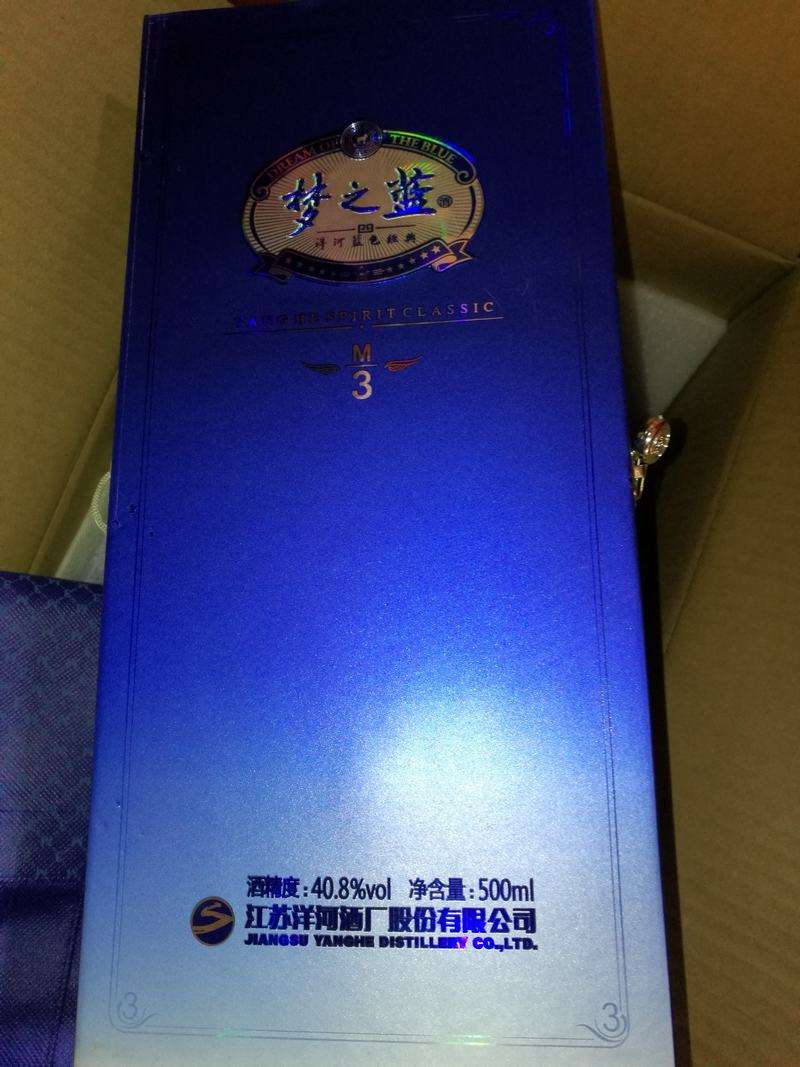 DREAM OF THE BLUE
梦之蓝 酒
洋河蓝色经典
YANGHE SPIRIT CLASSIC
M
3
酒精度:40.8%vol 净含量:500ml
江苏洋河酒厂股份有限公司
JIANGSU YANGHE DISTILLERY CO.,LTD.
3 3